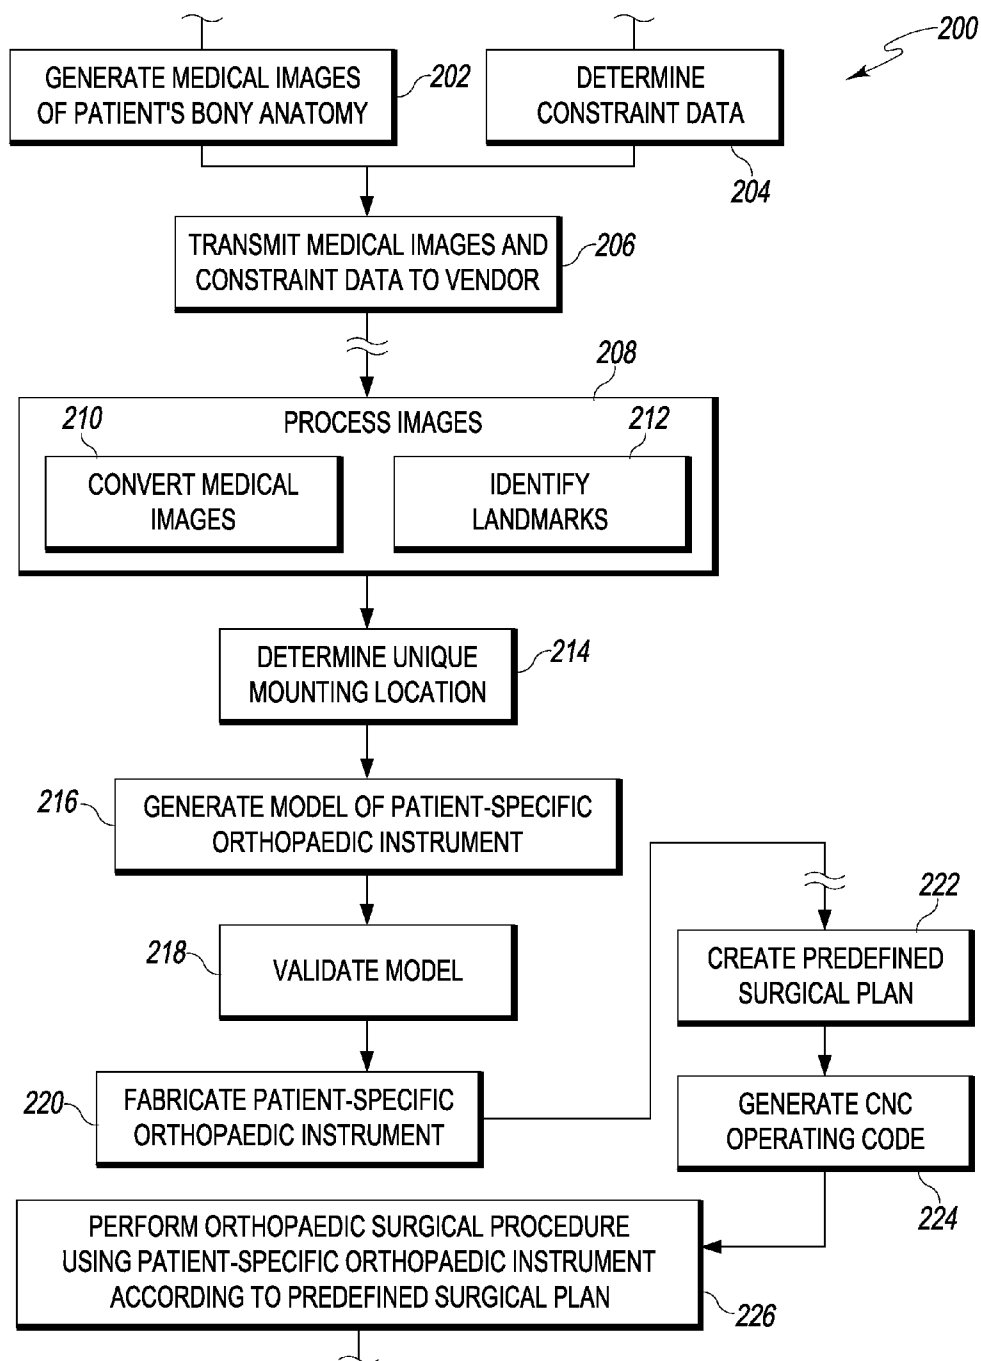 200
GENERATE MEDICAL IMAGES
OF PATIENT'S BONY ANATOMY
202
DETERMINE
CONSTRAINT DATA
204
TRANSMIT MEDICAL IMAGES AND
CONSTRAINT DATA TO VENDOR
206
208
PROCESS IMAGES
210
CONVERT MEDICAL
IMAGES
212
IDENTIFY
LANDMARKS
DETERMINE UNIQUE
MOUNTING LOCATION
214
216
GENERATE MODEL OF PATIENT-SPECIFIC
ORTHOPAEDIC INSTRUMENT
218
VALIDATE MODEL
220
FABRICATE PATIENT-SPECIFIC
ORTHOPAEDIC INSTRUMENT
222
CREATE PREDEFINED
SURGICAL PLAN
GENERATE CNC
OPERATING CODE
224
PERFORM ORTHOPAEDIC SURGICAL PROCEDURE
USING PATIENT-SPECIFIC ORTHOPAEDIC INSTRUMENT
ACCORDING TO PREDEFINED SURGICAL PLAN
226